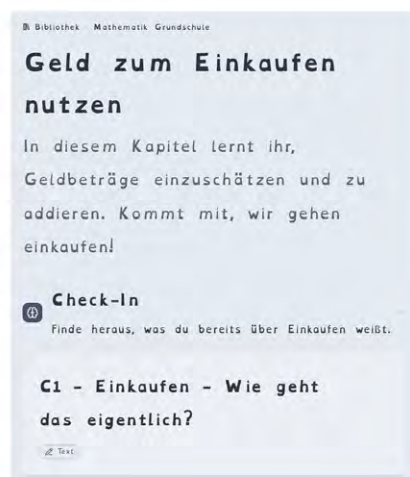 Bibliothek Mathematik Grundschule
Geld zum Einkaufen
nutzen
In diesem Kapitel lernt ihr,
Geldbeträge einzuschätzen und zu
addieren. Kommt mit, wir gehen
einkaufen!
Check-In
Finde heraus, was du bereits über Einkaufen weißt.
C1 - Einkaufen - Wie geht
das eigentlich?
Text